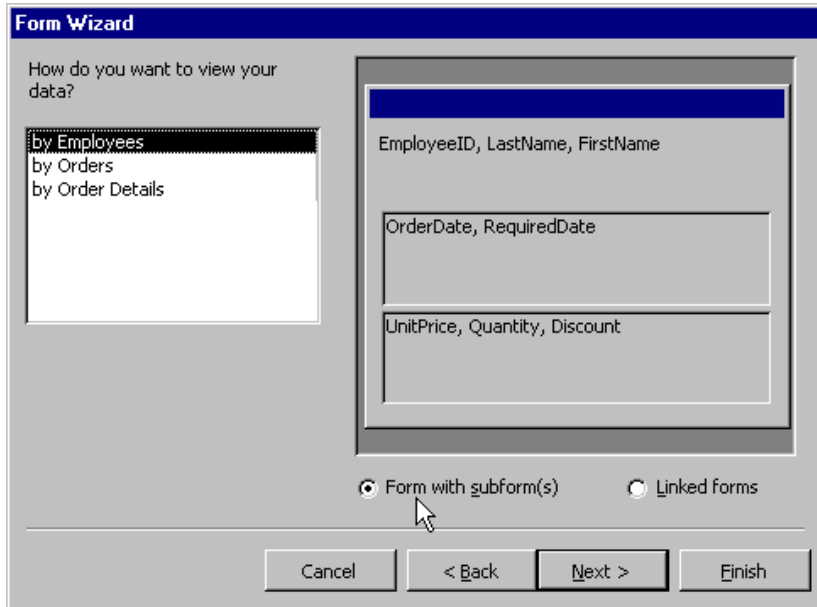 Form Wizard
How do you want to view your
data?
by Employees
by Orders
by Order Details
EmployeeID, LastName, FirstName
OrderDate, RequiredDate
UnitPrice, Quantity, Discount
Form with subform(s)
Linked forms
Cancel
< Back
Next >
Finish